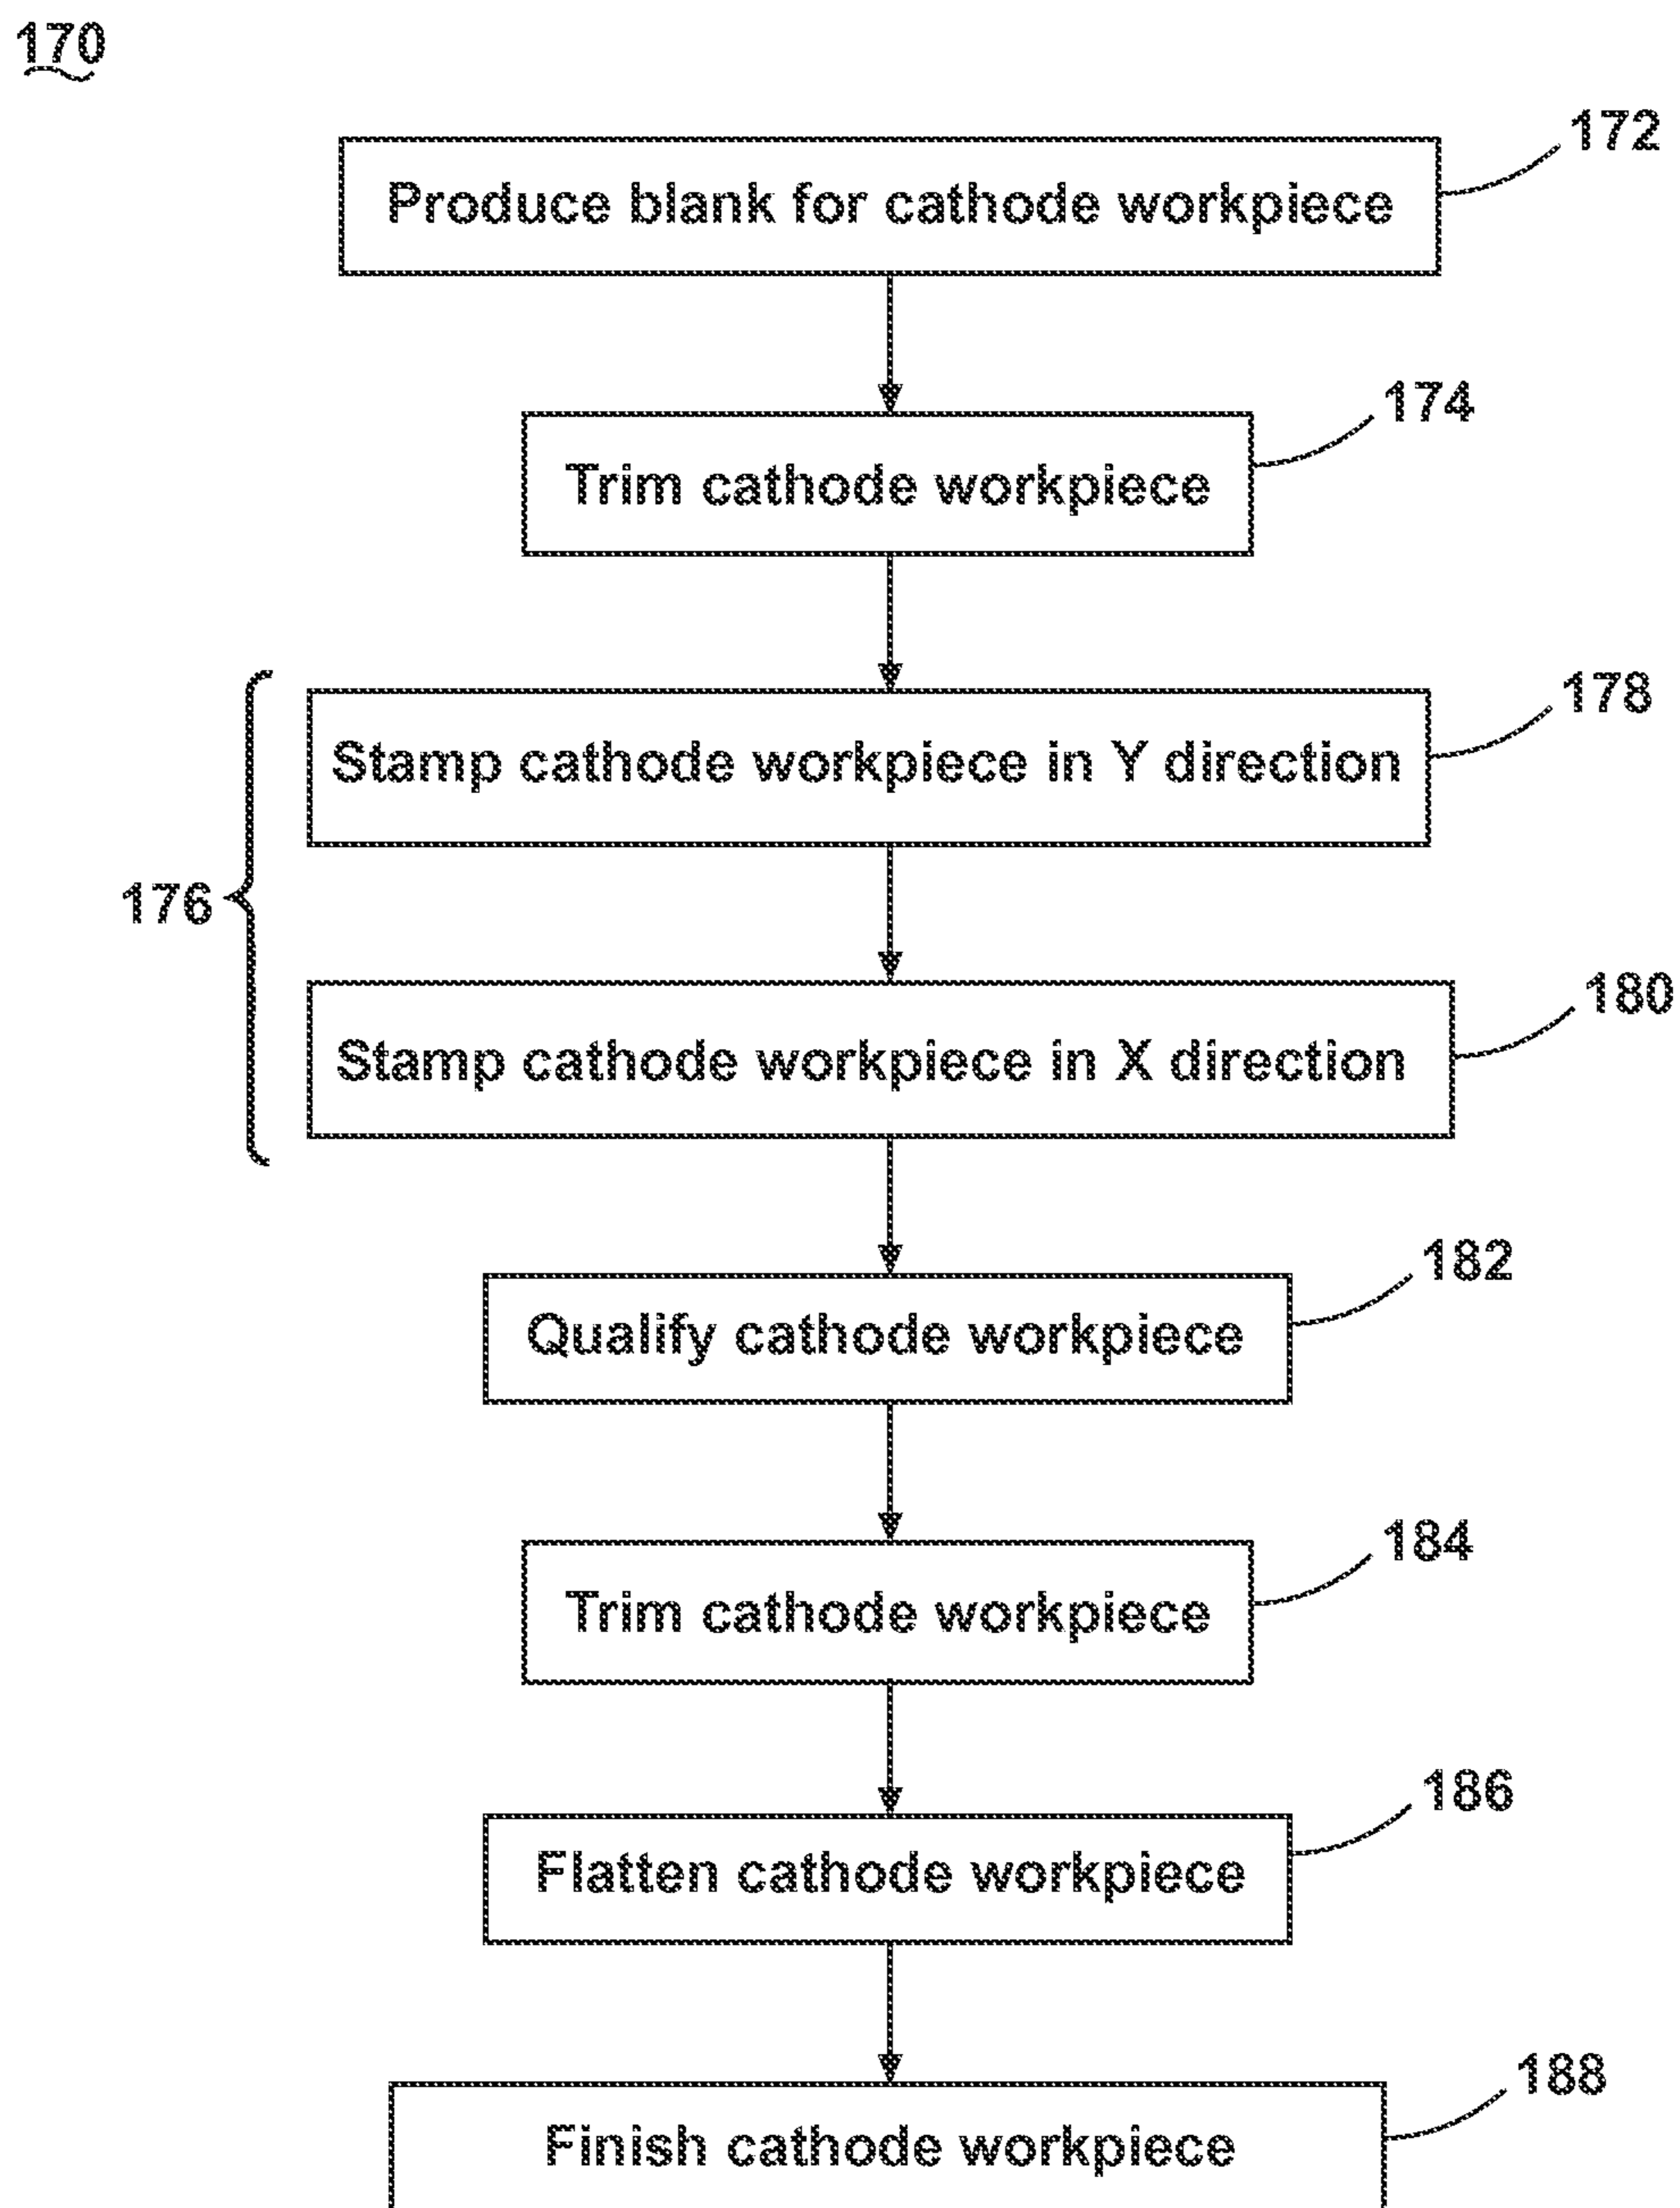 170
172
Produce blank for cathode workpiece
174
Trim cathode workpiece
178
Stamp cathode workpiece in Y direction
176
180
Stamp cathode workpiece in X direction
182
Qualify cathode workpiece
184
Trim cathode workpiece
186
Flatten cathode workpiece
188
Finish cathode workpiece